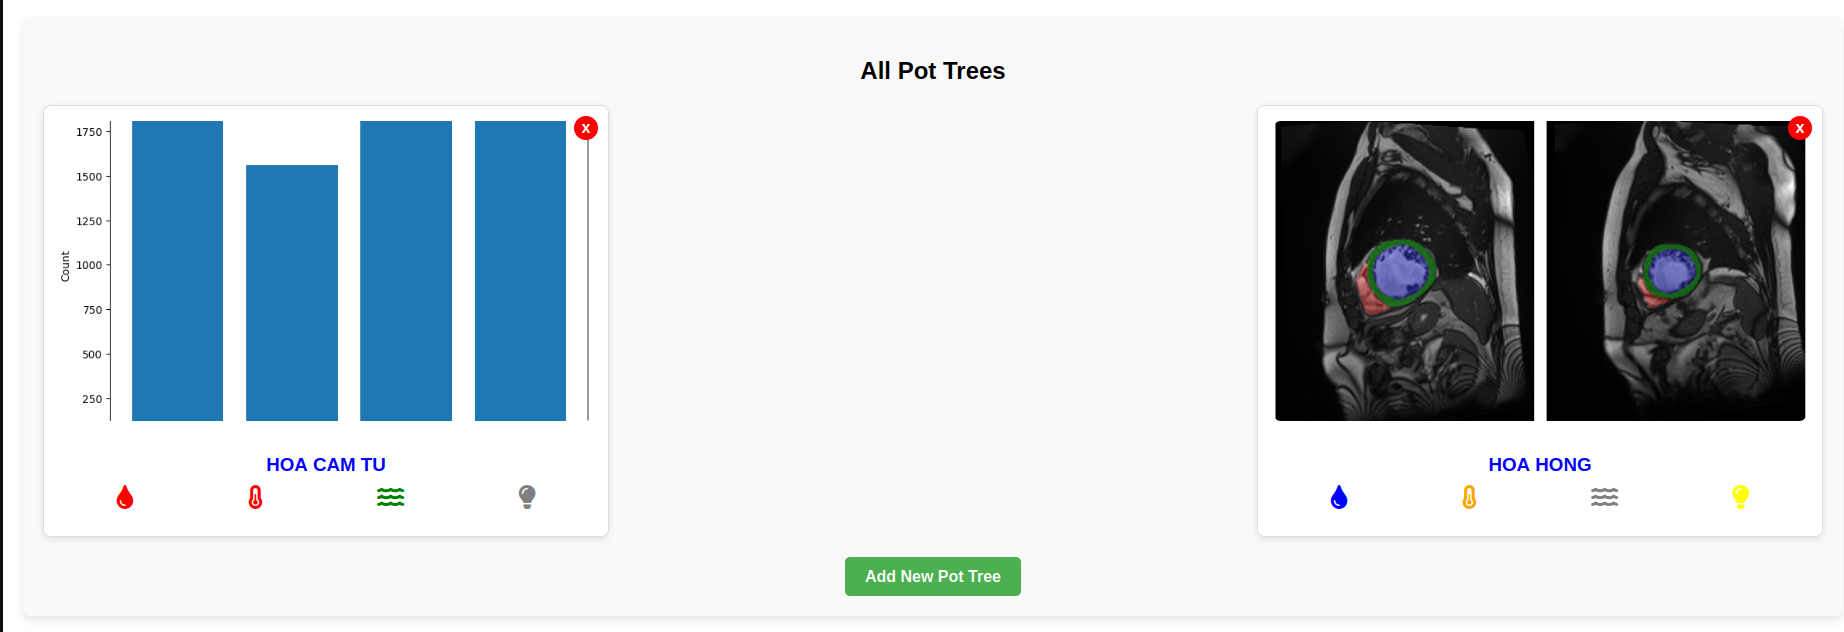 All Pot Trees
X
1750
1500
1250
1000
750
500
250
Count
HOA CAM TU
X
HOA HONG
Add New Pot Tree